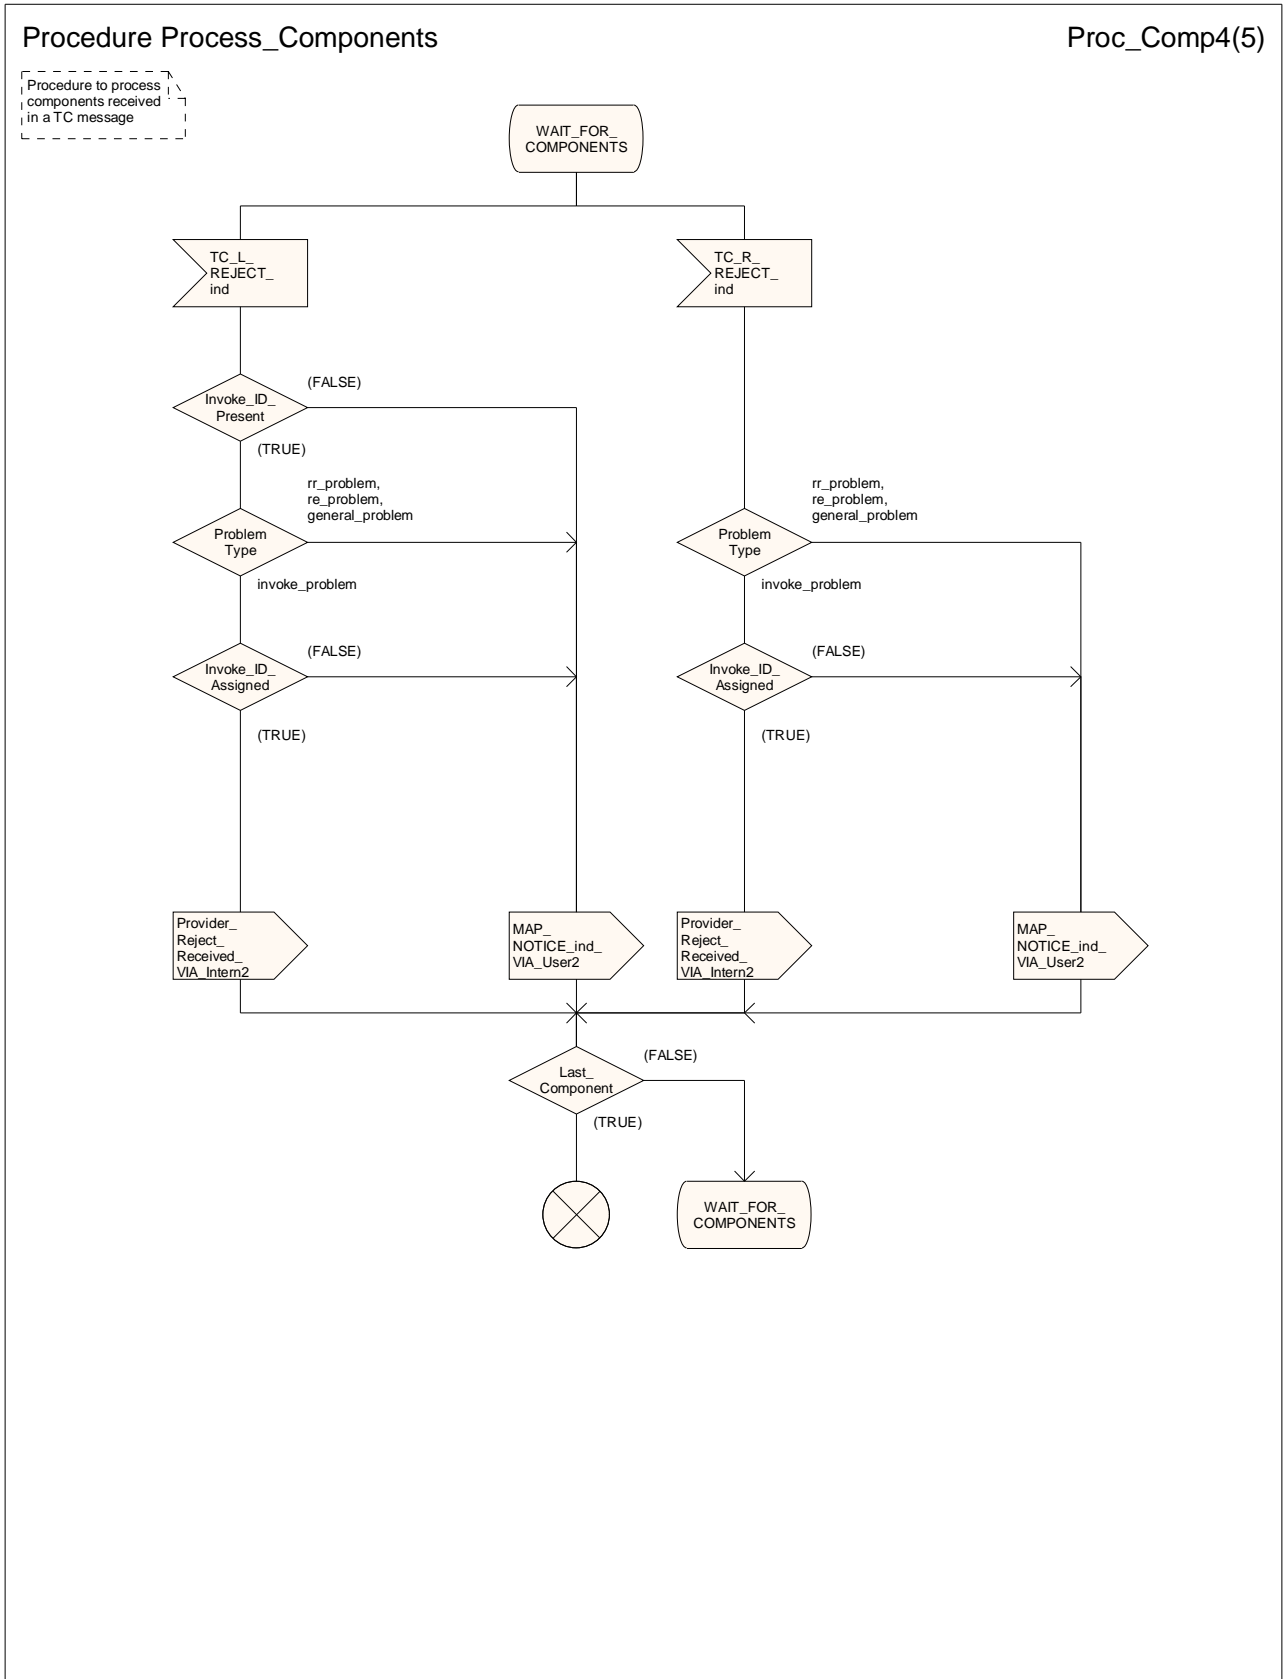 Procedure Process_Components
Proc_Comp4(5)
Procedure to process
components received
in a TC message
WAIT_FOR_
COMPONENTS
TC_L_
REJECT_
ind
TC_R_
REJECT_
ind
Invoke_ID_
Present
(FALSE)
(TRUE)
Problem
Type
rr_problem,
re_problem,
general_problem
invoke_problem
Problem
Type
rr_problem,
re_problem,
general_problem
invoke_problem
Invoke_ID_
Assigned
(FALSE)
(TRUE)
Invoke_ID_
Assigned
(FALSE)
(TRUE)
Provider_
Reject_
Received_
VIA_Intern2
MAP_
NOTICE_ind_
VIA_User2
Provider_
Reject_
Received_
VIA_Intern2
MAP_
NOTICE_ind_
VIA_User2
Last_
Component
(FALSE)
(TRUE)
WAIT_FOR_
COMPONENTS